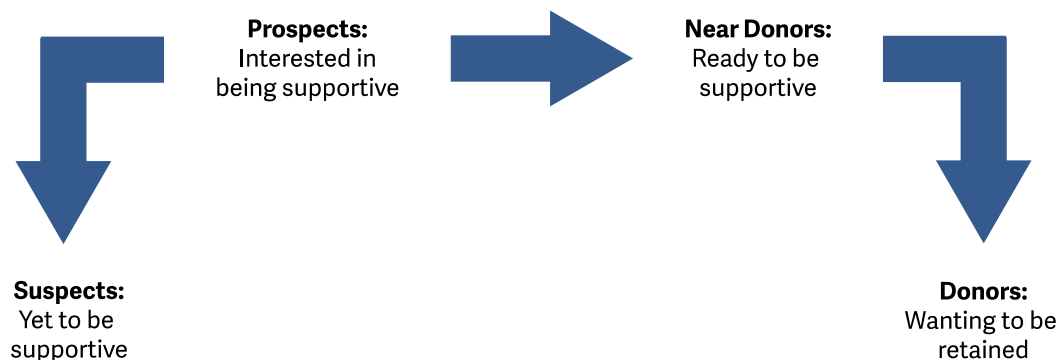 Prospects:
Interested in
being supportive
Near Donors:
Ready to be
supportive
Suspects:
Yet to be
supportive
Donors:
Wanting to be
retained